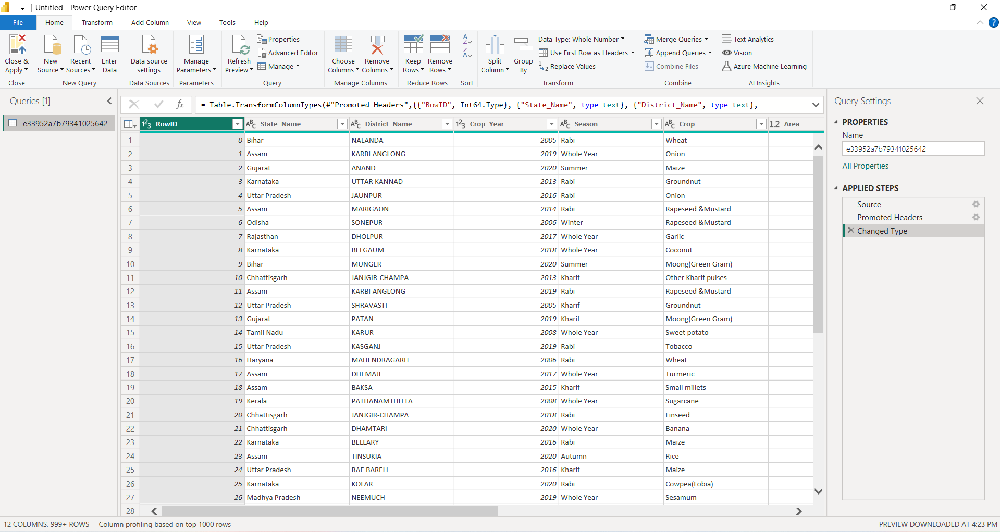 Untitled - Power Query Editor
File Home Transform Add Column View Tools Help
Close & Apply
Close
New Source
Recent Sources
Enter Data
New Query
Data source settings
Data Sources
Manage Parameters
Parameters
Refresh Preview
Properties
Advanced Editor
Manage
Query
Choose Columns
Remove Columns
Manage Columns
Keep Rows
Remove Rows
Reduce Rows
Sort
Split Column
Group By
Data Type: Whole Number
Use First Row as Headers
Replace Values
Transform
Merge Queries
Append Queries
Combine Files
Combine
Text Analytics
Vision
Azure Machine Learning
AI Insights
Queries [1]
e33952a7b79341025642
fx = Table.TransformColumnTypes(#"Promoted Headers",{{"RowID", Int64.Type}, {"State_Name", type text}, {"District_Name", type text},
RowID State_Name District_Name Crop_Year Season Crop 1.2 Area
1 0 Bihar NALANDA 2005 Rabi Wheat
2 1 Assam KARBI ANGLONG 2019 Whole Year Onion
3 2 Gujarat ANAND 2020 Summer Maize
4 3 Karnataka UTTAR KANNAD 2013 Rabi Groundnut
5 4 Uttar Pradesh JAUNPUR 2016 Rabi Onion
6 5 Assam MARIGAON 2014 Rabi Rapeseed &Mustard
7 6 Odisha SONEPUR 2006 Winter Rapeseed &Mustard
8 7 Rajasthan DHOLPUR 2017 Whole Year Garlic
9 8 Karnataka BELGAUM 2018 Whole Year Coconut
10 9 Bihar MUNGER 2020 Summer Moong(Green Gram)
11 10 Chhattisgarh JANJGIR-CHAMPA 2013 Kharif Other Kharif pulses
12 11 Assam KARBI ANGLONG 2019 Rabi Rapeseed &Mustard
13 12 Uttar Pradesh SHRAVASTI 2005 Kharif Groundnut
14 13 Gujarat PATAN 2019 Kharif Moong(Green Gram)
15 14 Tamil Nadu KARUR 2008 Whole Year Sweet potato
16 15 Uttar Pradesh KASGANJ 2019 Rabi Tobacco
17 16 Haryana MAHENDRAGARH 2006 Rabi Wheat
18 17 Assam DHEMAJI 2017 Whole Year Turmeric
19 18 Assam BAKSA 2015 Kharif Small millets
20 19 Kerala PATHANAMTHITTA 2008 Whole Year Sugarcane
21 20 Chhattisgarh JANJGIR-CHAMPA 2018 Rabi Linseed
22 21 Chhattisgarh DHAMTARI 2020 Whole Year Banana
23 22 Karnataka BELLARY 2016 Rabi Maize
24 23 Assam TINSUKIA 2020 Autumn Rice
25 24 Uttar Pradesh RAE BARELI 2016 Kharif Maize
26 25 Karnataka KOLAR 2020 Rabi Cowpea(Lobia)
27 26 Madhya Pradesh NEEMUCH 2019 Whole Year Sesamum
28
Query Settings
PROPERTIES
Name
e33952a7b79341025642
All Properties
APPLIED STEPS
Source
Promoted Headers
Changed Type
12 COLUMNS, 999+ ROWS Column profiling based on top 1000 rows
PREVIEW DOWNLOADED AT 4:23 PM